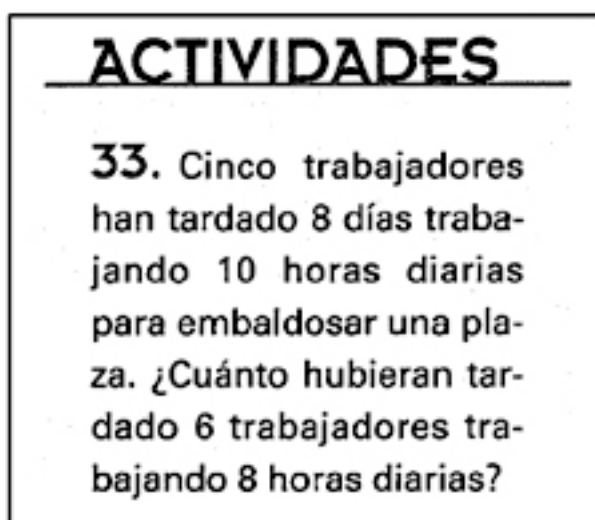 ACTIVIDADES
33. Cinco trabajadores
han tardado 8 días traba-
jando 10 horas diarias
para embaldosar una pla-
za. ¿Cuánto hubieran tar-
dado 6 trabajadores tra-
bajando 8 horas diarias?